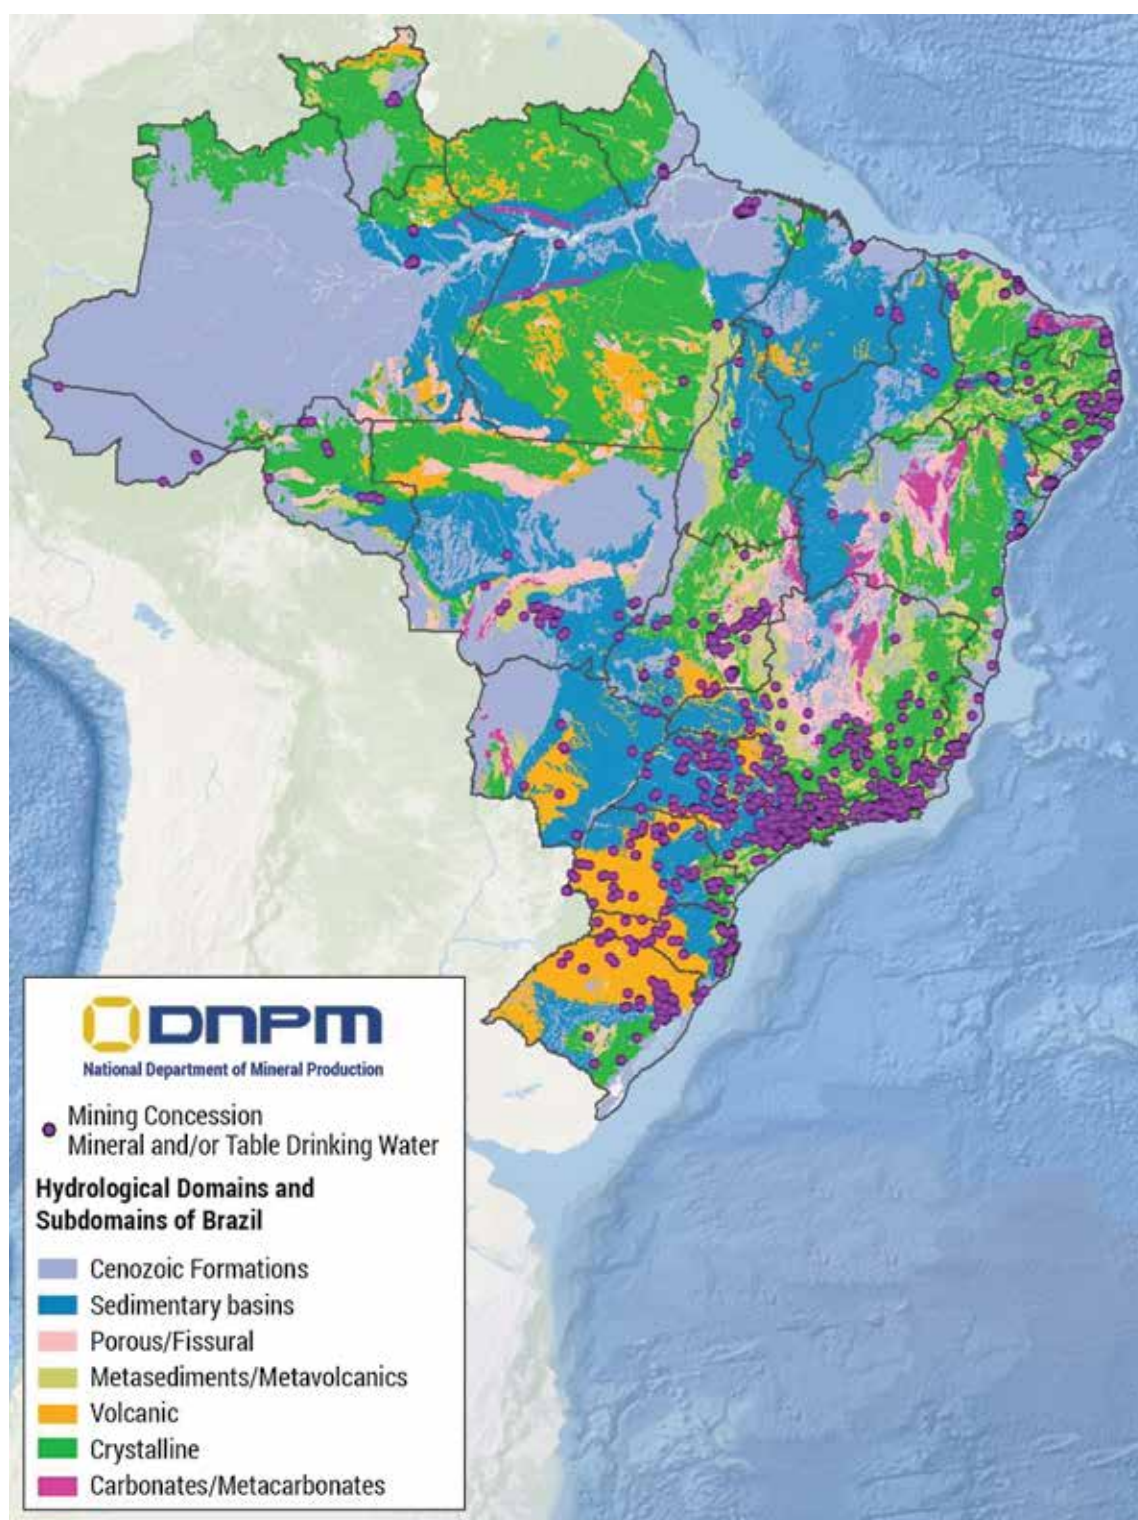 DNPM
National Department of Mineral Production
Mining Concession
Mineral and/or Table Drinking Water
Hydrological Domains and
Subdomains of Brazil
Cenozoic Formations
Sedimentary basins
Porous/Fissural
Metasediments/Metavolcanics
Volcanic
Crystalline
Carbonates/Metacarbonates